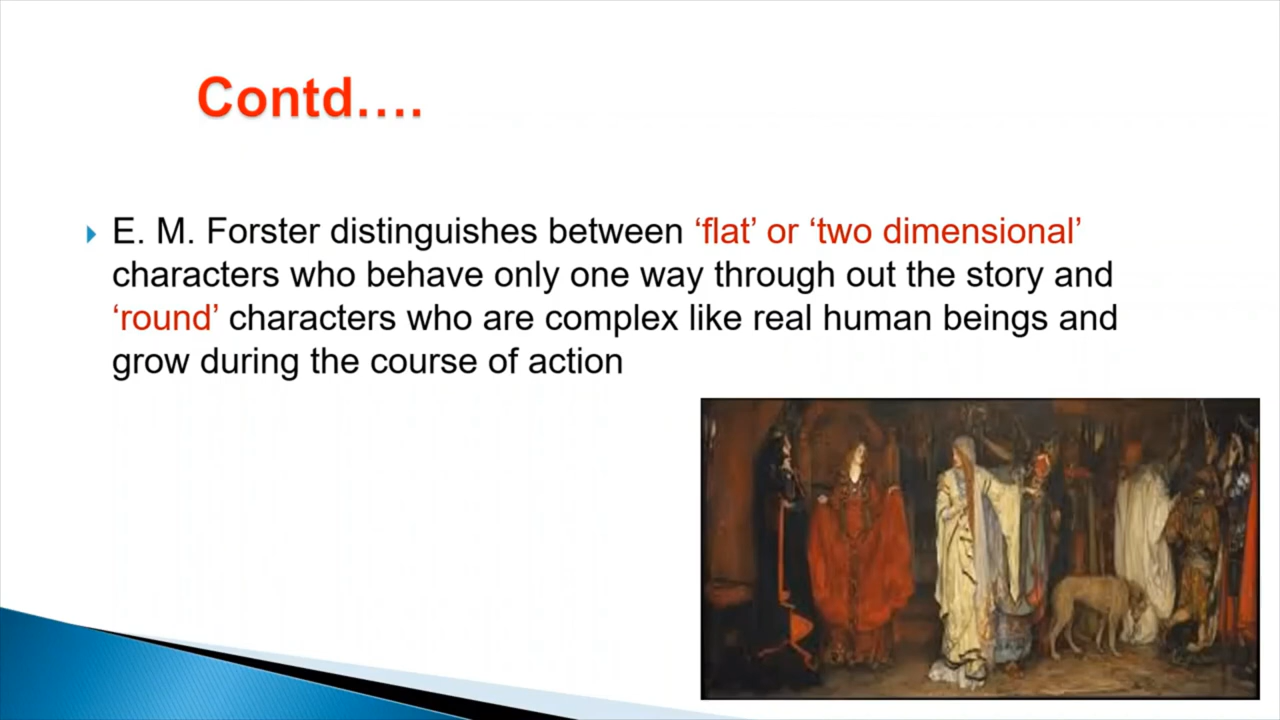 Contd….
E. M. Forster distinguishes between ‘flat’ or ‘two dimensional’
characters who behave only one way through out the story and
‘round’ characters who are complex like real human beings and
grow during the course of action